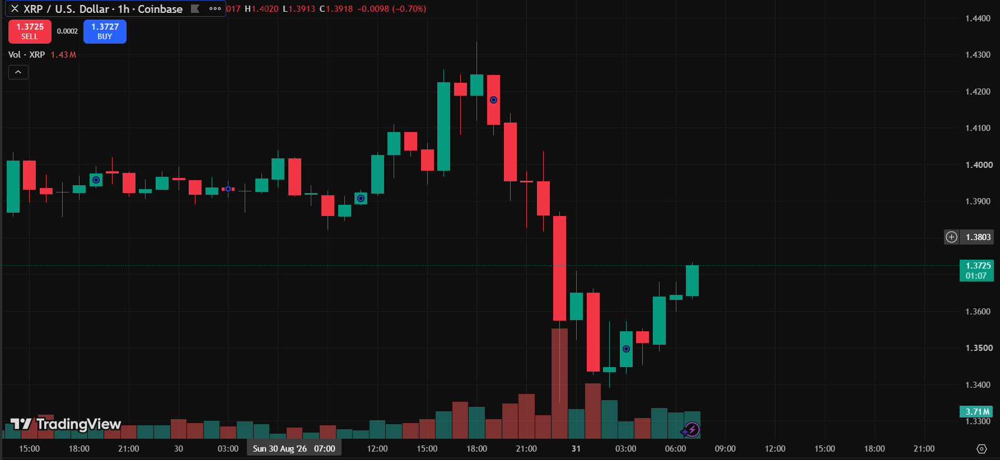 XRP / U.S. Dollar · 1h · Coinbase 017 H1.4020 L1.3913 C1.3918 −0.0098 (−0.70%)
1.3725 SELL
0.0002
1.3727 BUY
Vol · XRP 1.43 M
1.4400
1.4300
1.4200
1.4100
1.4000
1.3900
1.3803
1.3725
01:07
1.3600
1.3500
1.3400
3.71 M
1.3300
TradingView
15:00 18:00 21:00 30 03:00 Sun 30 Aug '26 07:00 12:00 15:00 18:00 21:00 31 03:00 06:00 09:00 12:00 15:00 18:00 21:00